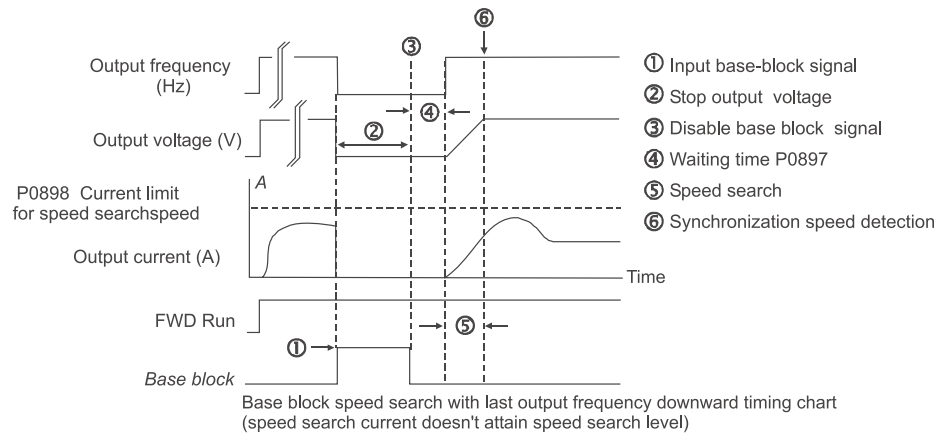 ⑥
③
Output frequency
(Hz)
① Input base-block signal
② Stop output voltage
③ Disable base block signal
④ Waiting time P0897
⑤ Speed search
⑥ Synchronization speed detection
④
②
Output voltage (V)
A
P0898 Current limit
for speed searchspeed
Output current (A)
Time
FWD Run
⑤
①
Base block
Base block speed search with last output frequency downward timing chart
(speed search current doesn't attain speed search level)